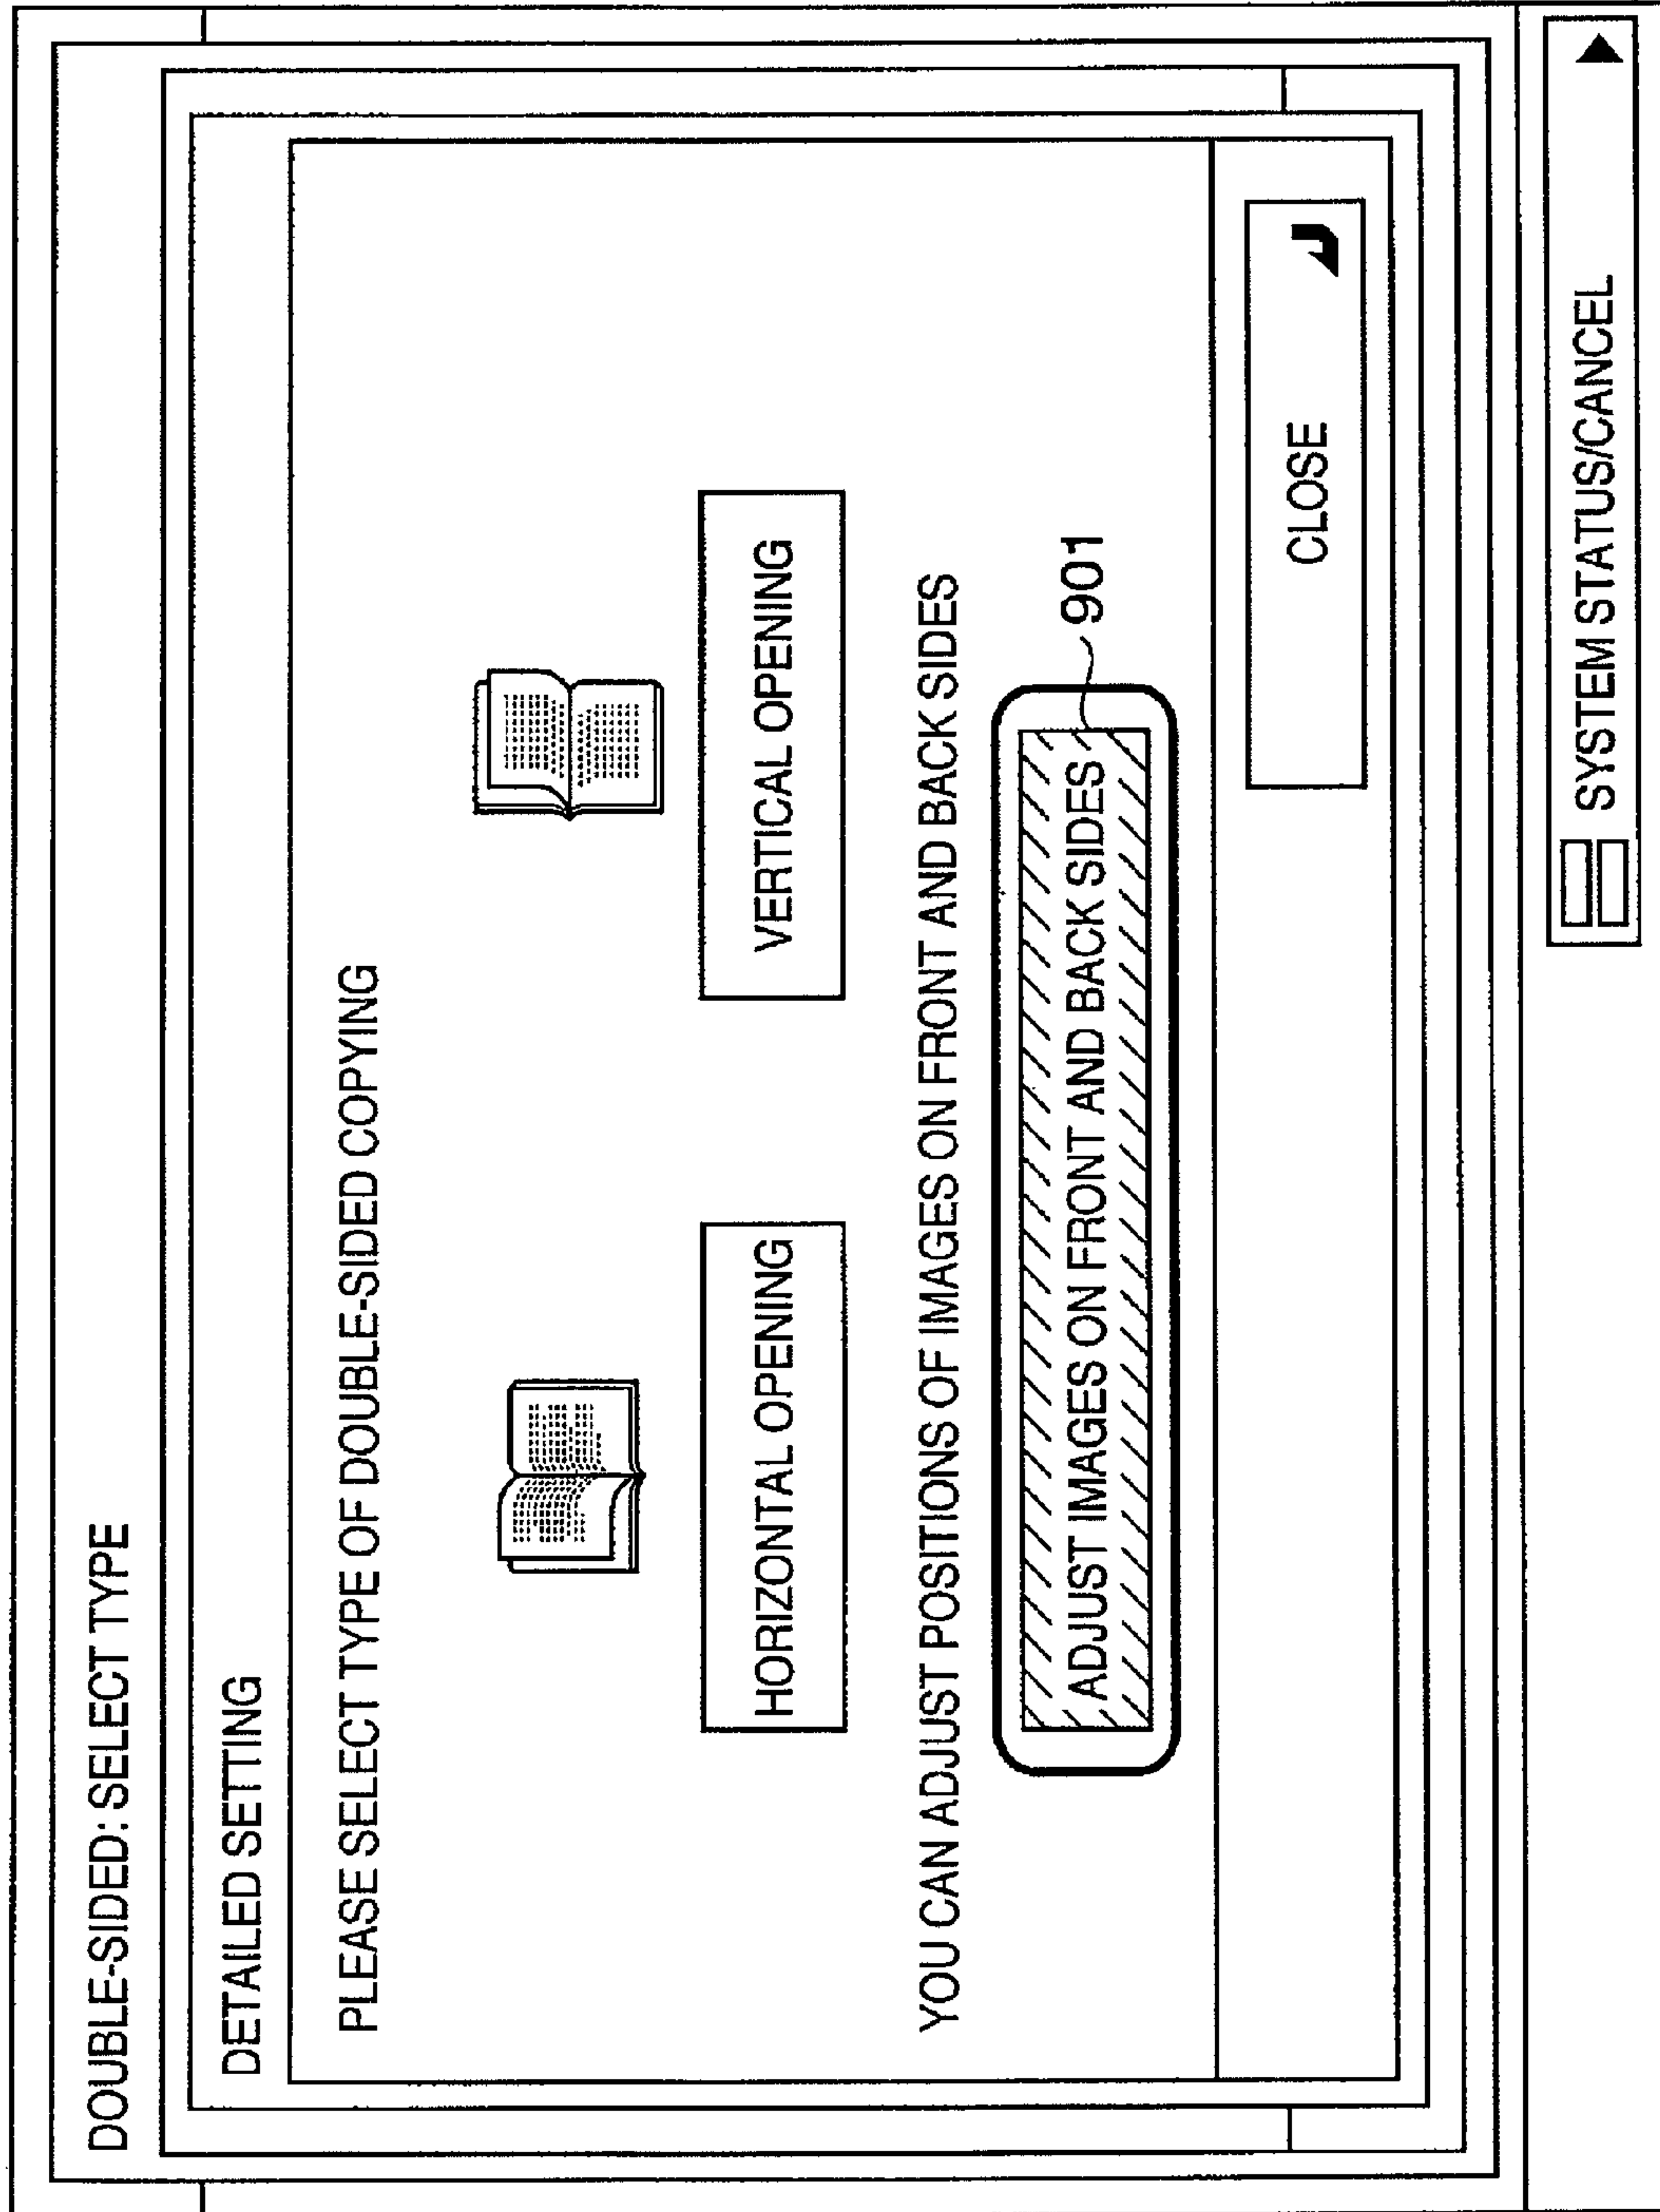 DOUBLE-SIDED: SELECT TYPE
DETAILED SETTING
PLEASE SELECT TYPE OF DOUBLE-SIDED COPYING
HORIZONTAL OPENING
VERTICAL OPENING
YOU CAN ADJUST POSITIONS OF IMAGES ON FRONT AND BACK SIDES
ADJUST IMAGES ON FRONT AND BACK SIDES
901
CLOSE
SYSTEM STATUS/CANCEL